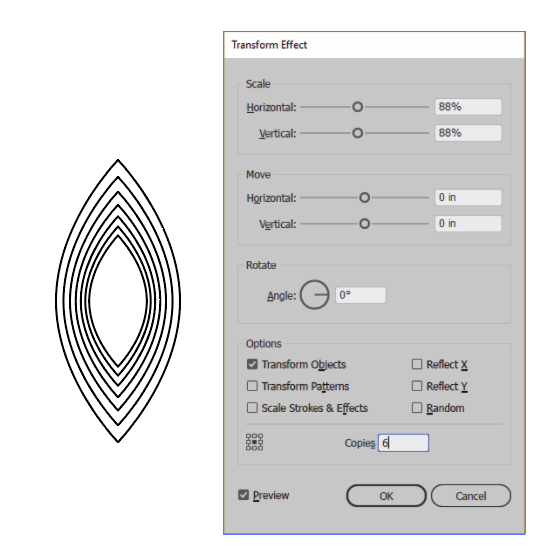 Transform Effect
Scale
Horizontal: 88%
Vertical: 88%
Move
Horizontal: 0 in
Vertical: 0 in
Rotate
Angle: 0°
Options
Transform Objects Reflect X
Transform Patterns Reflect Y
Scale Strokes & Effects Random
Copies 6
Preview OK Cancel